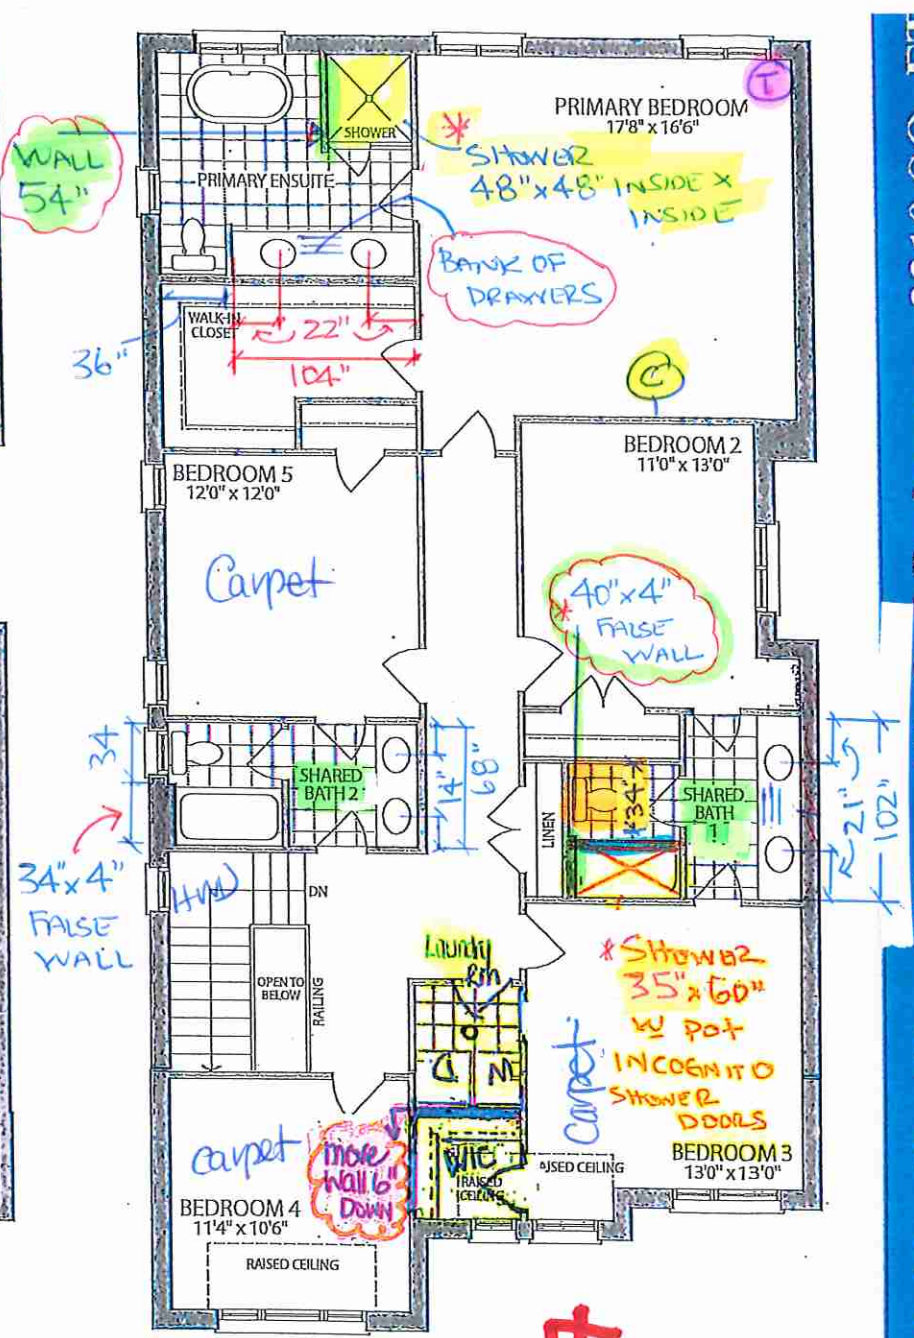 T
PRIMARY BEDROOM
17'8" x 16'6"
SHOWER
WALL
54"
* SHOWER
48"x48" INSIDE X
INSIDE
PRIMARY ENSUITE
BANK OF
DRAWERS
WALK-IN
CLOSET
22"
36"
104"
C
BEDROOM 2
11'0" x 13'0"
BEDROOM 5
12'0" x 12'0"
Carpet
* 40"x4"
FALSE
WALL
34
SHARED
BATH 2
14"
68"
34"
SHARED
BATH
1
21"
102"
LINEN
34"x4"
FALSE
WALL
HWD
DN
OPEN TO
BELOW
RAILING
Laundry
Rm
D
W
* SHOWER
35"x60"
W POT
INCOGNITO
SHOWER
DOORS
Carpet
BEDROOM 3
13'0" x 13'0"
carpet
more
Wall 6"
DOWN
WIC
RAISED
CEILING
AISED CEILING
BEDROOM 4
11'4" x 10'6"
RAISED CEILING